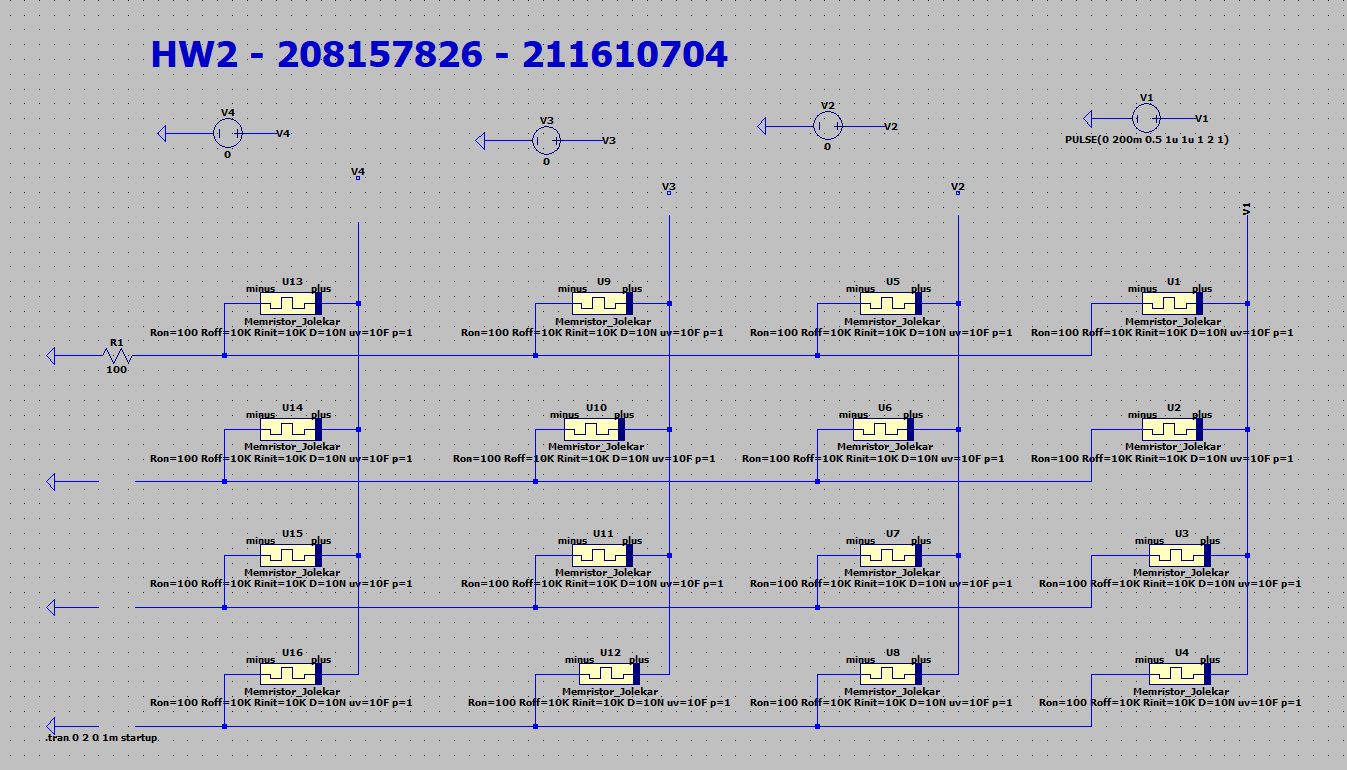 HW2 - 208157826 - 211610704
V4
V4
0
V3
V3
0
V2
V2
0
V1
V1
PULSE(0 200m 0.5 1u 1u 1 2 1)
V4
V3
V2
V1
U13
minus plus
Memristor_Jolekar
Ron=100 Roff=10K Rinit=10K D=10N uv=10F p=1
U9
minus plus
Memristor_Jolekar
Ron=100 Roff=10K Rinit=10K D=10N uv=10F p=1
U5
minus plus
Memristor_Jolekar
Ron=100 Roff=10K Rinit=10K D=10N uv=10F p=1
U1
minus plus
Memristor_Jolekar
Ron=100 Roff=10K Rinit=10K D=10N uv=10F p=1
R1
100
U14
minus plus
Memristor_Jolekar
Ron=100 Roff=10K Rinit=10K D=10N uv=10F p=1
U10
minus plus
Memristor_Jolekar
Ron=100 Roff=10K Rinit=10K D=10N uv=10F p=1
U6
minus plus
Memristor_Jolekar
Ron=100 Roff=10K Rinit=10K D=10N uv=10F p=1
U2
minus plus
Memristor_Jolekar
Ron=100 Roff=10K Rinit=10K D=10N uv=10F p=1
U15
minus plus
Memristor_Jolekar
Ron=100 Roff=10K Rinit=10K D=10N uv=10F p=1
U11
minus plus
Memristor_Jolekar
Ron=100 Roff=10K Rinit=10K D=10N uv=10F p=1
U7
minus plus
Memristor_Jolekar
Ron=100 Roff=10K Rinit=10K D=10N uv=10F p=1
U3
minus plus
Memristor_Jolekar
Ron=100 Roff=10K Rinit=10K D=10N uv=10F p=1
U16
minus plus
Memristor_Jolekar
Ron=100 Roff=10K Rinit=10K D=10N uv=10F p=1
U12
minus plus
Memristor_Jolekar
Ron=100 Roff=10K Rinit=10K D=10N uv=10F p=1
U8
minus plus
Memristor_Jolekar
Ron=100 Roff=10K Rinit=10K D=10N uv=10F p=1
U4
minus plus
Memristor_Jolekar
Ron=100 Roff=10K Rinit=10K D=10N uv=10F p=1
.tran 0 2 0 1m startup